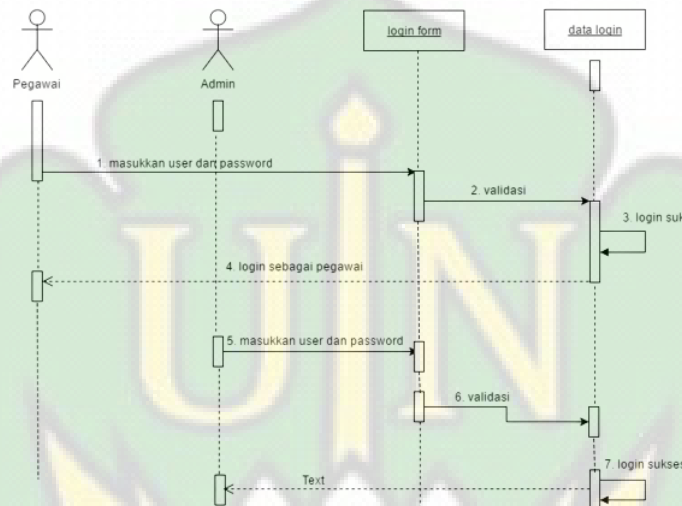 login form
data login
Pegawai
Admin
1. masukkan user dan password
2. validasi
3. login suk
4. login sebagai pegawai
5. masukkan user dan password
6. validasi
7. login sukses
Text
UIN